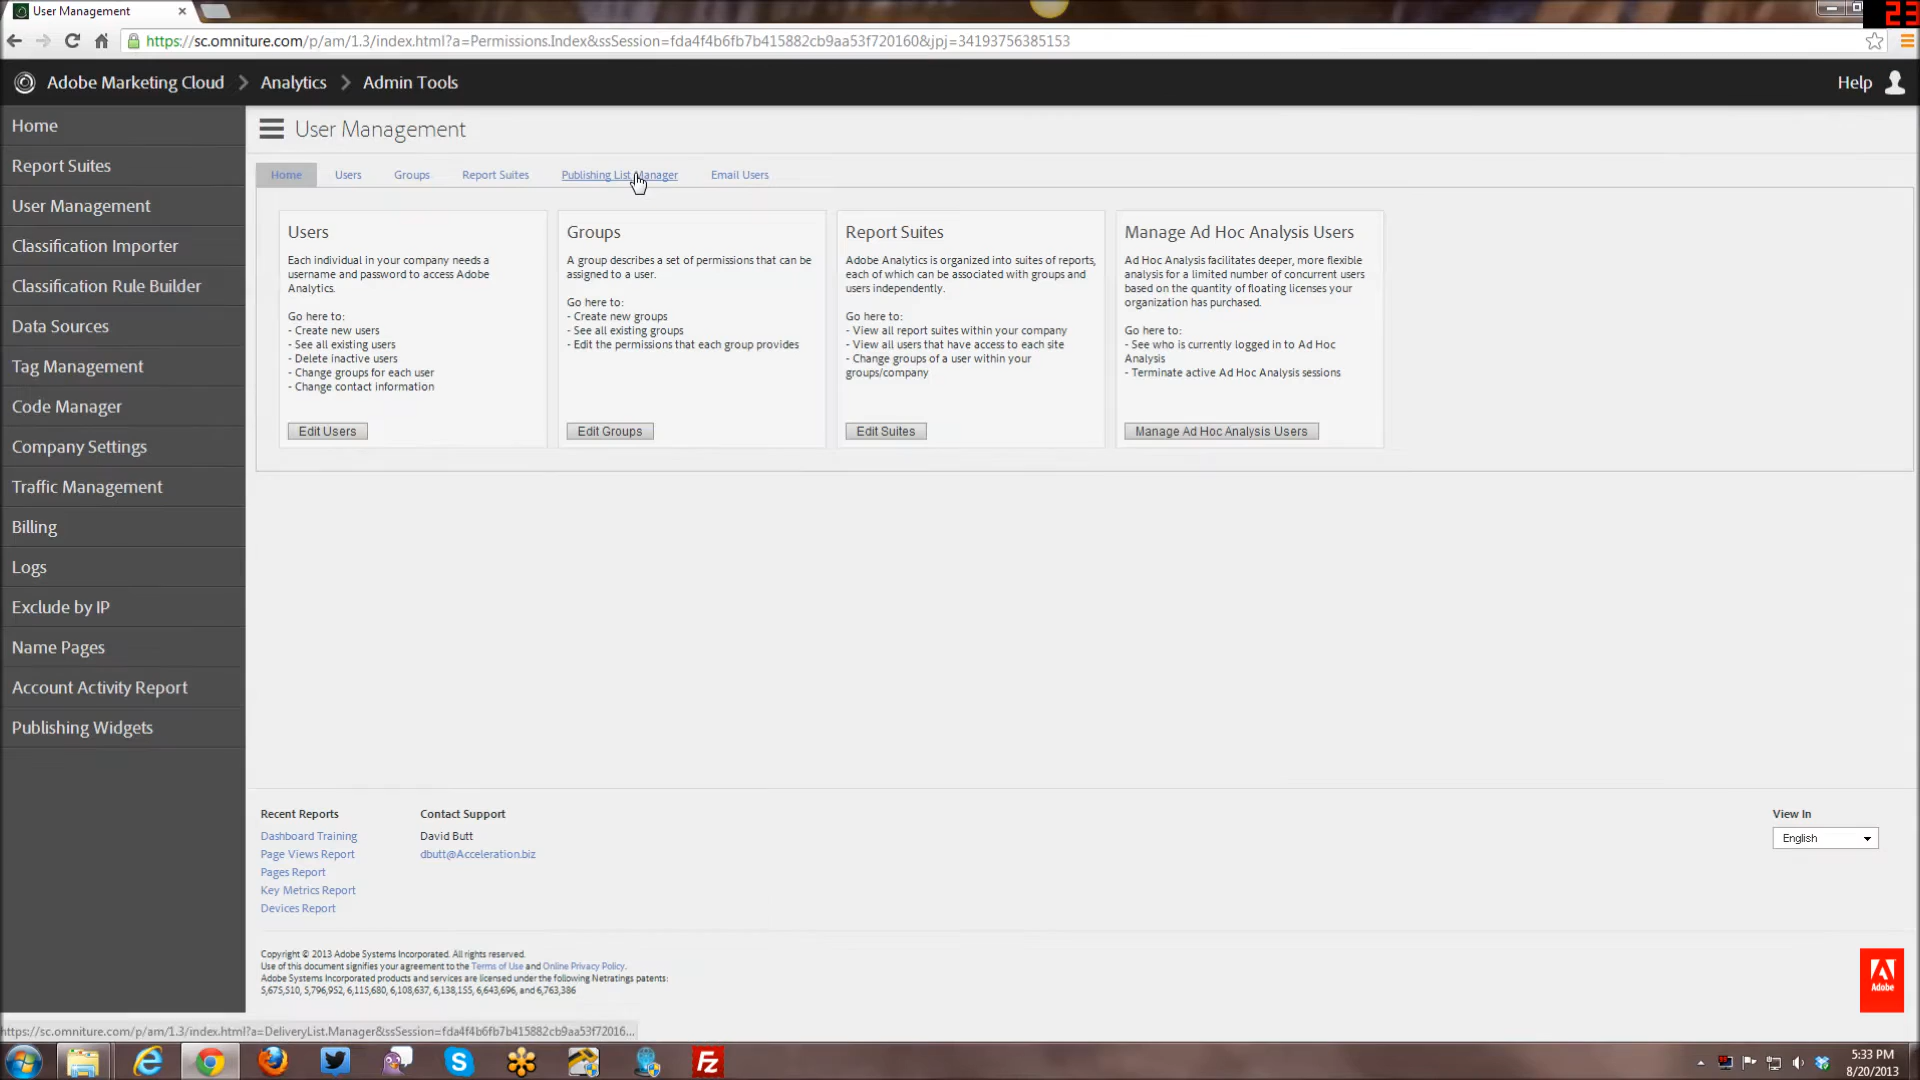 User Management
23
https://sc.omniture.com/p/am/1.3/index.html?a=Permissions.Index&ssSession=fda4f4b6fb7b415882cb9aa53f720160&jpj=34193756385153
Adobe Marketing Cloud > Analytics > Admin Tools
Help
Home
Report Suites
User Management
Classification Importer
Classification Rule Builder
Data Sources
Tag Management
Code Manager
Company Settings
Traffic Management
Billing
Logs
Exclude by IP
Name Pages
Account Activity Report
Publishing Widgets
User Management
Home Users Groups Report Suites Publishing List Manager Email Users
Users
Each individual in your company needs a
username and password to access Adobe
Analytics.
Go here to:
- Create new users
- See all existing users
- Delete inactive users
- Change groups for each user
- Change contact information
Edit Users
Groups
A group describes a set of permissions that can be
assigned to a user.
Go here to:
- Create new groups
- See all existing groups
- Edit the permissions that each group provides
Edit Groups
Report Suites
Adobe Analytics is organized into suites of reports,
each of which can be associated with groups and
users independently.
Go here to:
- View all report suites within your company
- View all users that have access to each site
- Change groups of a user within your
groups/company
Edit Suites
Manage Ad Hoc Analysis Users
Ad Hoc Analysis facilitates deeper, more flexible
analysis for a limited number of concurrent users
based on the quantity of floating licenses your
organization has purchased.
Go here to:
- See who is currently logged in to Ad Hoc
Analysis
- Terminate active Ad Hoc Analysis sessions
Manage Ad Hoc Analysis Users
Recent Reports
Dashboard Training
Page Views Report
Pages Report
Key Metrics Report
Devices Report
Contact Support
David Butt
dbutt@Acceleration.biz
View In
English
Copyright © 2013 Adobe Systems Incorporated. All rights reserved.
Use of this document signifies your agreement to the Terms of Use and Online Privacy Policy.
Adobe Systems Incorporated products and services are licensed under the following Netratings patents:
5,675,510, 5,796,952, 6,115,680, 6,108,637, 6,138,155, 6,643,696, and 6,763,386
Adobe
https://sc.omniture.com/p/am/1.3/index.html?a=DeliveryList.Manager&ssSession=fda4f4b6fb7b415882cb9aa53f72016...
5:33 PM
8/20/2013